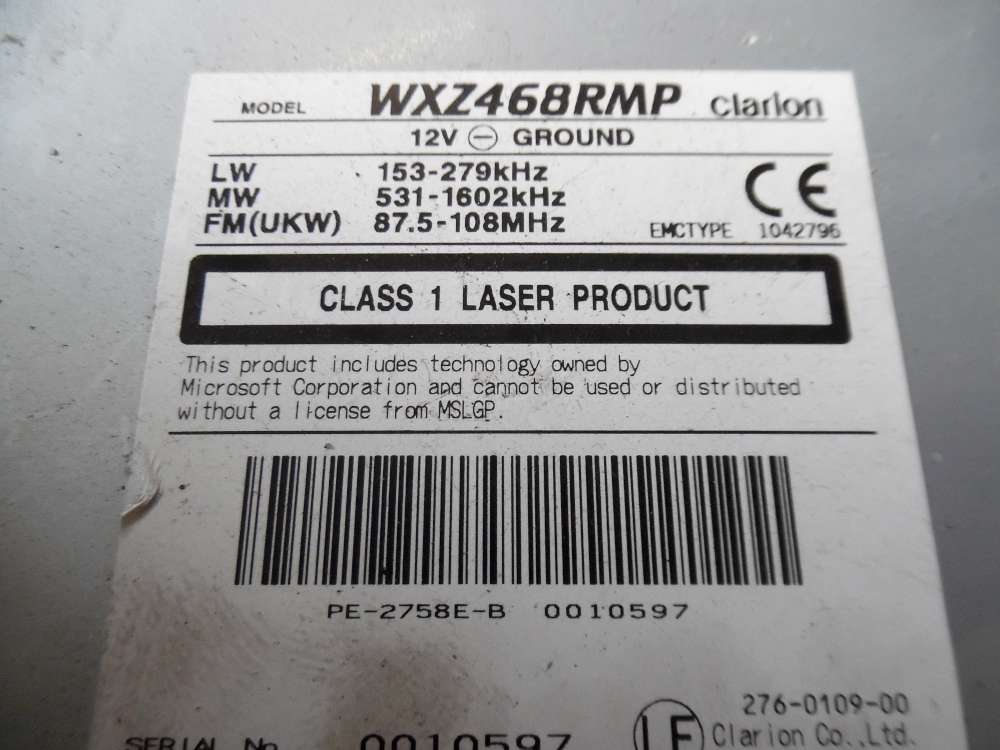 MODEL WXZ468RMP clarion
12V ⊖ GROUND
LW 153-279kHz
MW 531-1602kHz
FM(UKW) 87.5-108MHz
CE
EMCTYPE 1042796
CLASS 1 LASER PRODUCT
This product includes technology owned by
Microsoft Corporation and cannot be used or distributed
without a license from MSLGP.
PE-2758E-B 0010597
276-0109-00
LF Clarion Co.,Ltd.
SERIAL No. 0010597